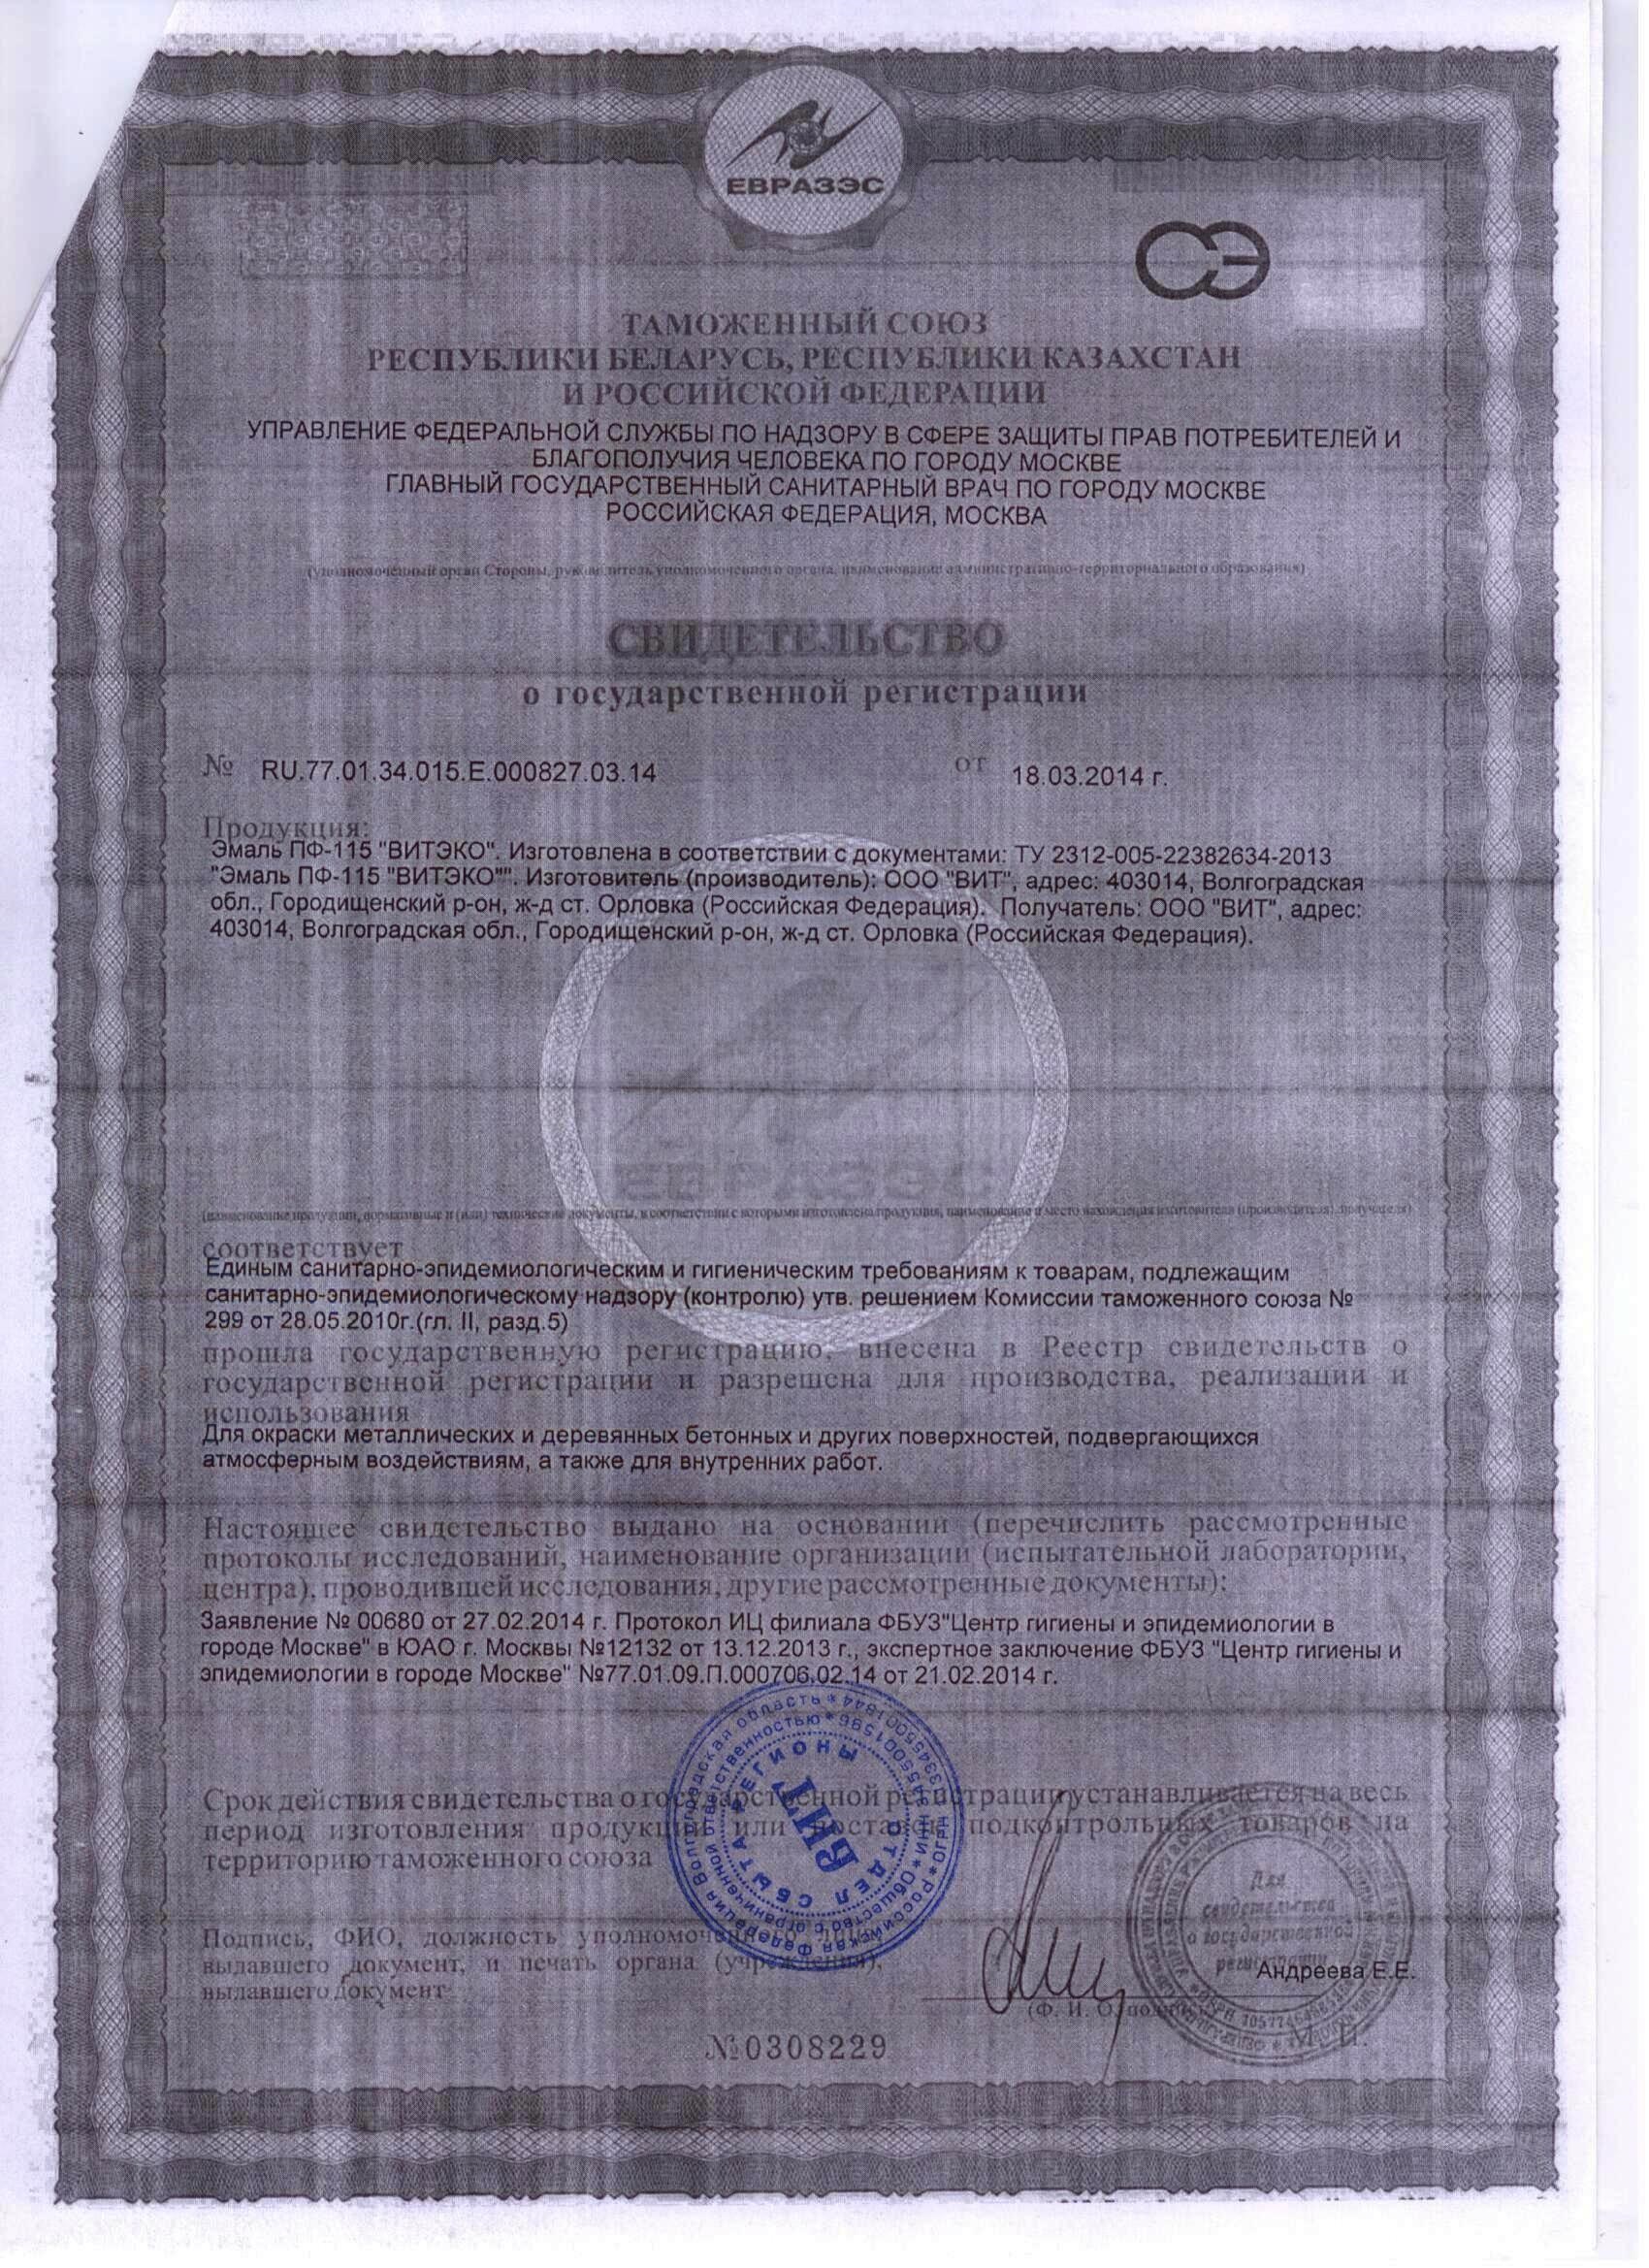 ЕВРАЗЭС
СЭ
ТАМОЖЕННЫЙ СОЮЗ
РЕСПУБЛИКИ БЕЛАРУСЬ, РЕСПУБЛИКИ КАЗАХСТАН
И РОССИЙСКОЙ ФЕДЕРАЦИИ
УПРАВЛЕНИЕ ФЕДЕРАЛЬНОЙ СЛУЖБЫ ПО НАДЗОРУ В СФЕРЕ ЗАЩИТЫ ПРАВ ПОТРЕБИТЕЛЕЙ И
БЛАГОПОЛУЧИЯ ЧЕЛОВЕКА ПО ГОРОДУ МОСКВЕ
ГЛАВНЫЙ ГОСУДАРСТВЕННЫЙ САНИТАРНЫЙ ВРАЧ ПО ГОРОДУ МОСКВЕ
РОССИЙСКАЯ ФЕДЕРАЦИЯ, МОСКВА
(уполномоченный орган Стороны, руководитель уполномоченного органа, наименование административно-территориального образования)
СВИДЕТЕЛЬСТВО
о государственной регистрации
№ RU.77.01.34.015.Е.000827.03.14 от 18.03.2014 г.
Продукция:
Эмаль ПФ-115 "ВИТЭКО". Изготовлена в соответствии с документами: ТУ 2312-005-22382634-2013
"Эмаль ПФ-115 "ВИТЭКО"". Изготовитель (производитель): ООО "ВИТ", адрес: 403014, Волгоградская
обл., Городищенский р-он, ж-д ст. Орловка (Российская Федерация). Получатель: ООО "ВИТ", адрес:
403014, Волгоградская обл., Городищенский р-он, ж-д ст. Орловка (Российская Федерация).
ЕВРАЗЭС
(наименование продукции, нормативные и (или) технические документы, в соответствии с которыми изготовлена продукция, наименование и место нахождения изготовителя (производителя), получателя)
соответствует
Единым санитарно-эпидемиологическим и гигиеническим требованиям к товарам, подлежащим
санитарно-эпидемиологическому надзору (контролю) утв. решением Комиссии таможенного союза №
299 от 28.05.2010г.(гл. II, разд.5)
прошла государственную регистрацию, внесена в Реестр свидетельств о
государственной регистрации и разрешена для производства, реализации и
использования
Для окраски металлических и деревянных бетонных и других поверхностей, подвергающихся
атмосферным воздействиям, а также для внутренних работ.
Настоящее свидетельство выдано на основании (перечислить рассмотренные
протоколы исследований, наименование организации (испытательной лаборатории,
центра), проводившей исследования, другие рассмотренные документы):
Заявление № 00680 от 27.02.2014 г. Протокол ИЦ филиала ФБУЗ"Центр гигиены и эпидемиологии в
городе Москве" в ЮАО г. Москвы №12132 от 13.12.2013 г., экспертное заключение ФБУЗ "Центр гигиены и
эпидемиологии в городе Москве" №77.01.09.П.000706.02.14 от 21.02.2014 г.
Срок действия свидетельства о государственной регистрации устанавливается на весь
период изготовления продукции или поставок подконтрольных товаров на
территорию таможенного союза
Российская Федерация Волгоградская область
Общество с ограниченной ответственностью
ОТДЕЛ СБЫТА РЕГИОНЫ
ВИТ
Для
свидетельства
о государственной
регистрации
Подпись, ФИО, должность уполномоченного лица,
выдавшего документ, и печать органа (учреждения),
выдавшего документ
Андреева Е.Е.
(Ф. И. О./подпись)
М. П.
№0308229